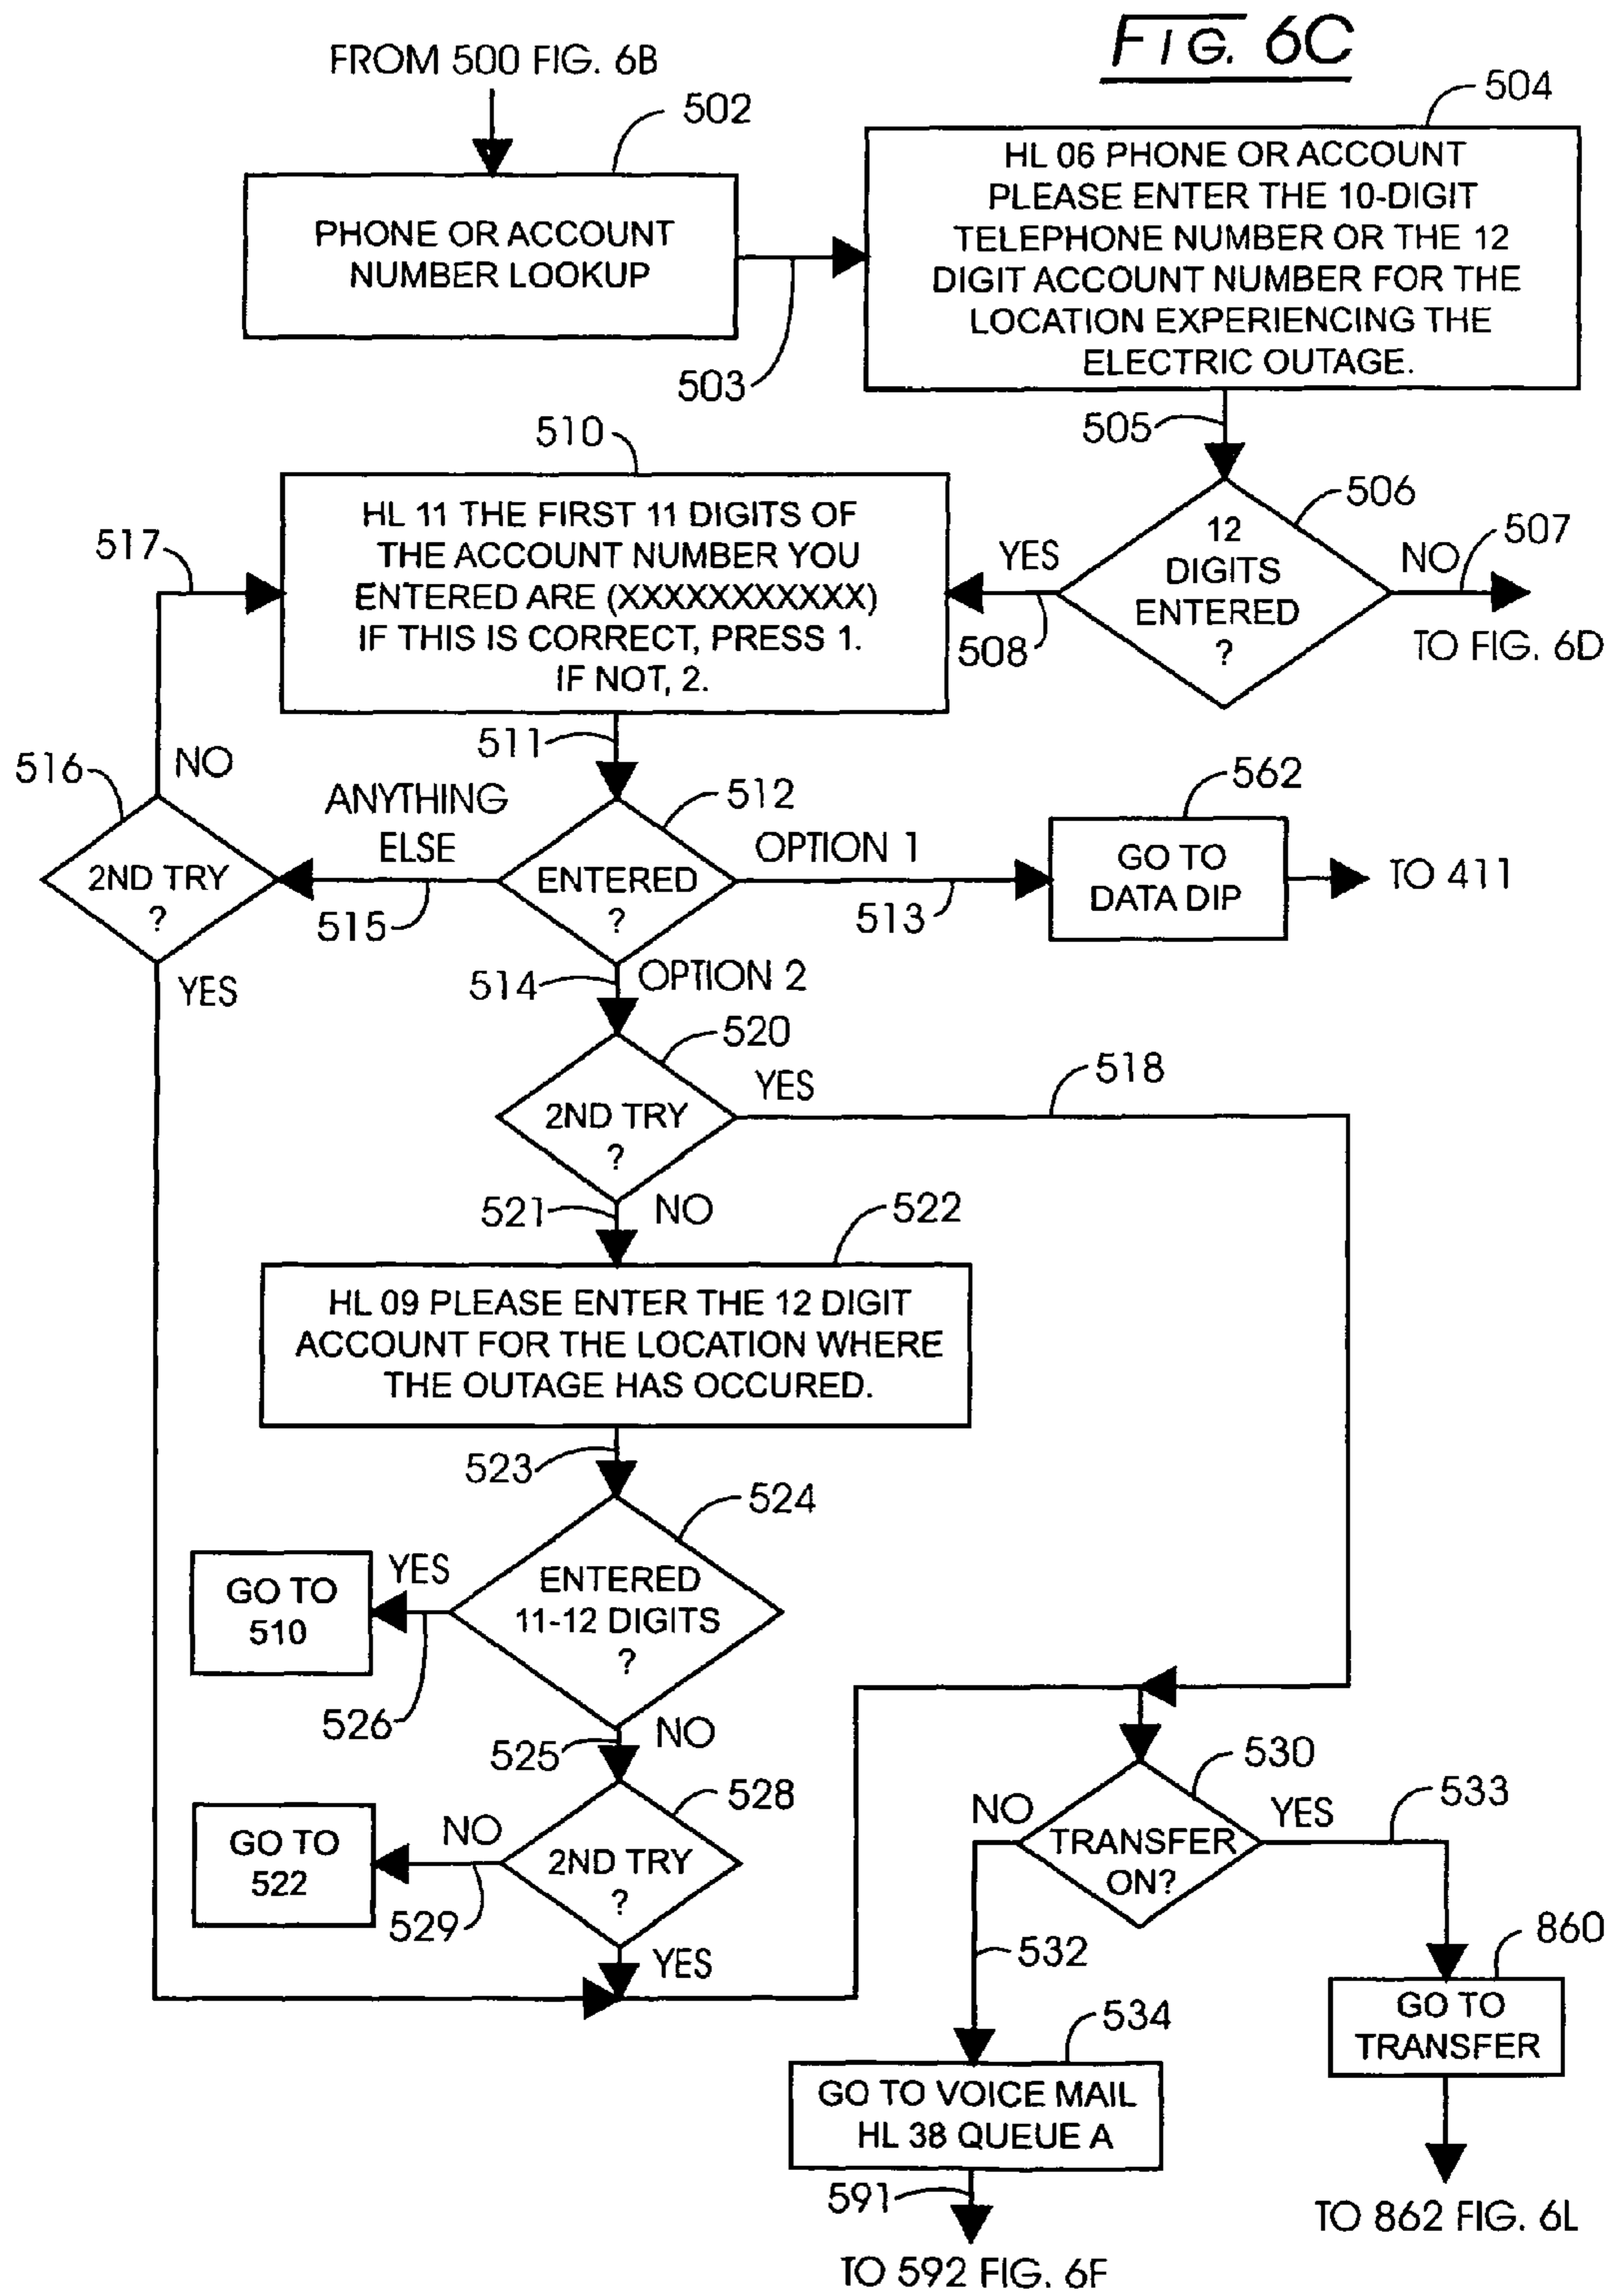 FIG. 6C
FROM 500 FIG. 6B
502
PHONE OR ACCOUNT
NUMBER LOOKUP
503
504
HL 06 PHONE OR ACCOUNT
PLEASE ENTER THE 10-DIGIT
TELEPHONE NUMBER OR THE 12
DIGIT ACCOUNT NUMBER FOR THE
LOCATION EXPERIENCING THE
ELECTRIC OUTAGE.
505
506
12
DIGITS
ENTERED
?
NO
507
TO FIG. 6D
YES
508
510
HL 11 THE FIRST 11 DIGITS OF
THE ACCOUNT NUMBER YOU
ENTERED ARE (XXXXXXXXXXX)
IF THIS IS CORRECT, PRESS 1.
IF NOT, 2.
517
511
516
NO
2ND TRY
?
YES
ANYTHING
ELSE
515
512
ENTERED
?
OPTION 1
513
562
GO TO
DATA DIP
TO 411
514
OPTION 2
520
2ND TRY
?
YES
518
521
NO
522
HL 09 PLEASE ENTER THE 12 DIGIT
ACCOUNT FOR THE LOCATION WHERE
THE OUTAGE HAS OCCURED.
523
524
ENTERED
11-12 DIGITS
?
YES
GO TO
510
526
525
NO
528
2ND TRY
?
NO
GO TO
522
529
YES
530
TRANSFER
ON?
NO
532
YES
533
534
GO TO VOICE MAIL
HL 38 QUEUE A
591
TO 592 FIG. 6F
860
GO TO
TRANSFER
TO 862 FIG. 6L